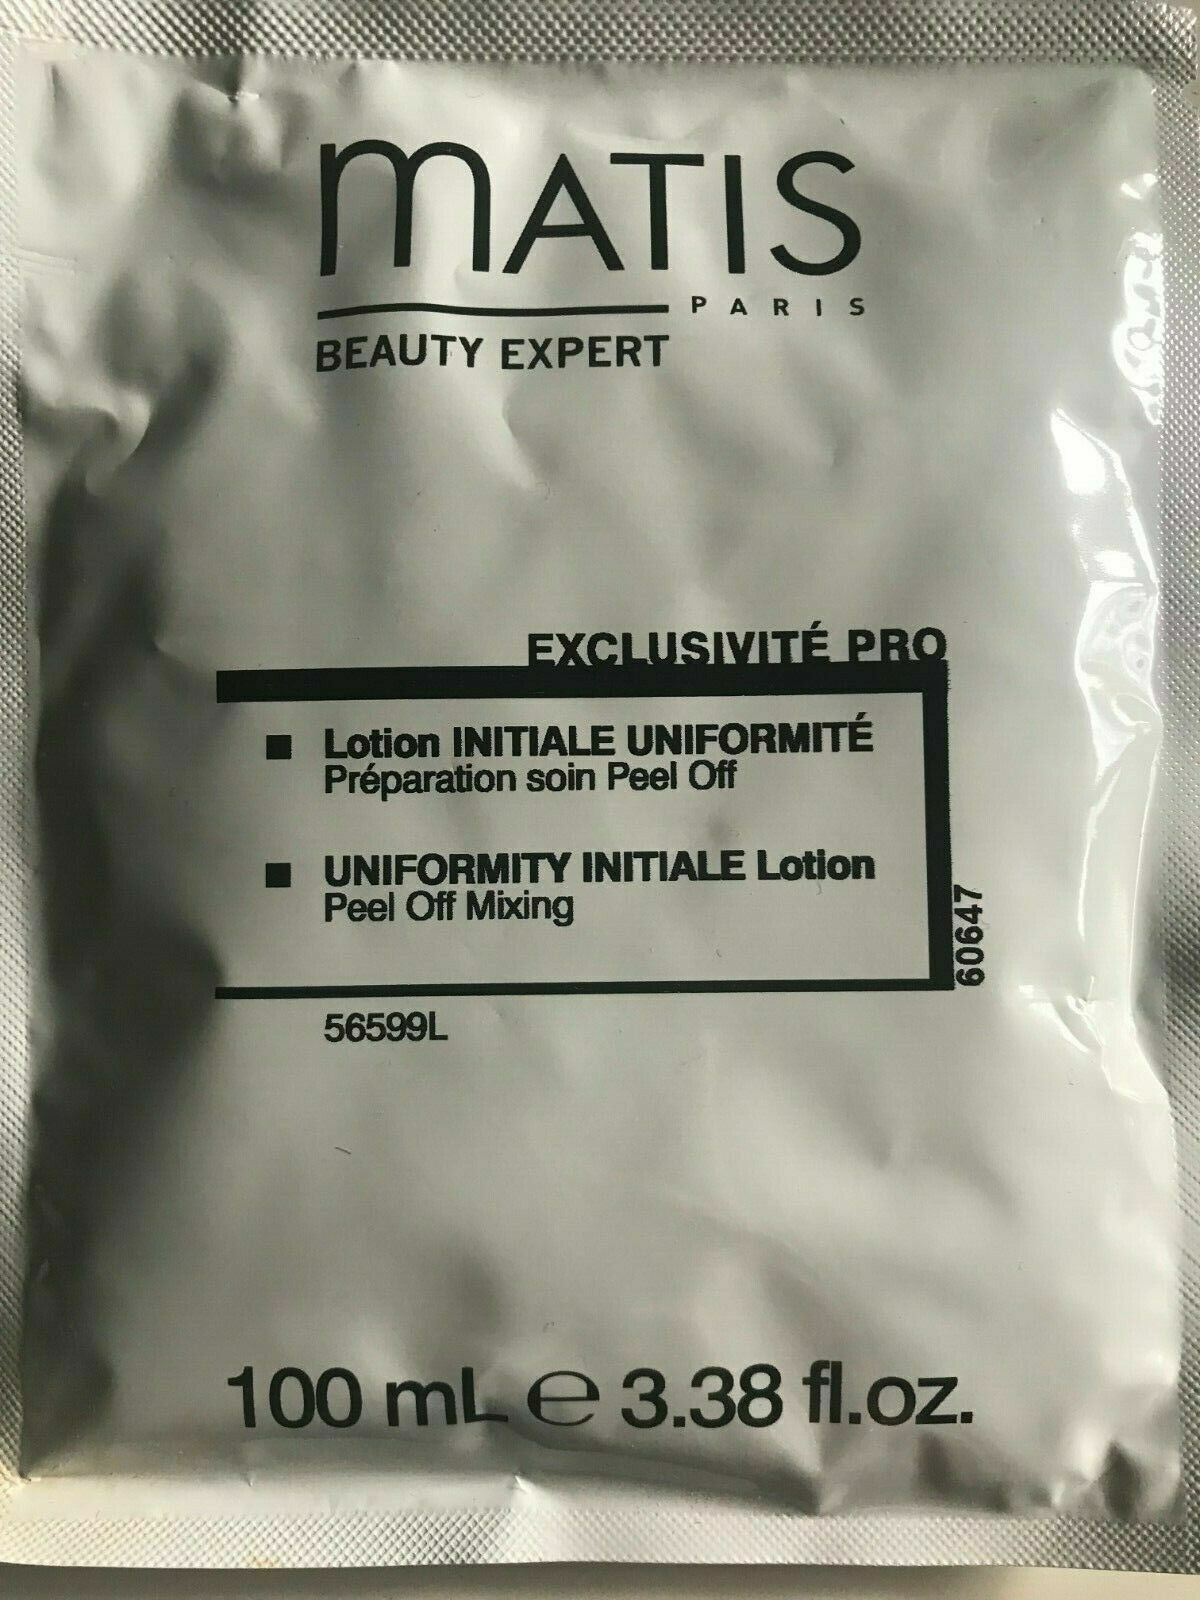 MATIS
PARIS
BEAUTY EXPERT
EXCLUSIVITÉ PRO
■ Lotion INITIALE UNIFORMITÉ
Préparation soin Peel Off
■ UNIFORMITY INITIALE Lotion
Peel Off Mixing
60647
56599L
100 mL e 3.38 fl.oz.